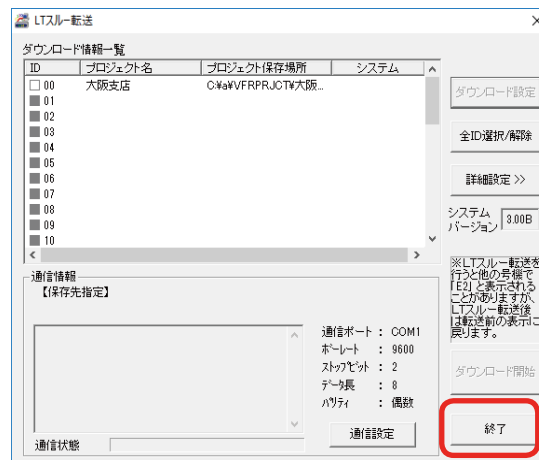 LTスルー転送
ダウンロード情報一覧
ID プロジェクト名 プロジェクト保存場所 システム
00 大阪支店 C:¥a¥VFRPRJCT¥大阪...
01
02
03
04
05
06
07
08
09
10
ダウンロード設定
全ID選択/解除
詳細設定 >>
システム
バージョン 3.00B
※LTスルー転送を
行うと他の号機で
「E2」と表示される
ことがありますが、
LTスルー転送後
は転送前の表示に
戻ります。
通信情報
【保存先指定】
通信ポート : COM1
ボーレート : 9600
ストップビット : 2
データ長 : 8
パリティ : 偶数
通信設定
通信状態
ダウンロード開始
終了